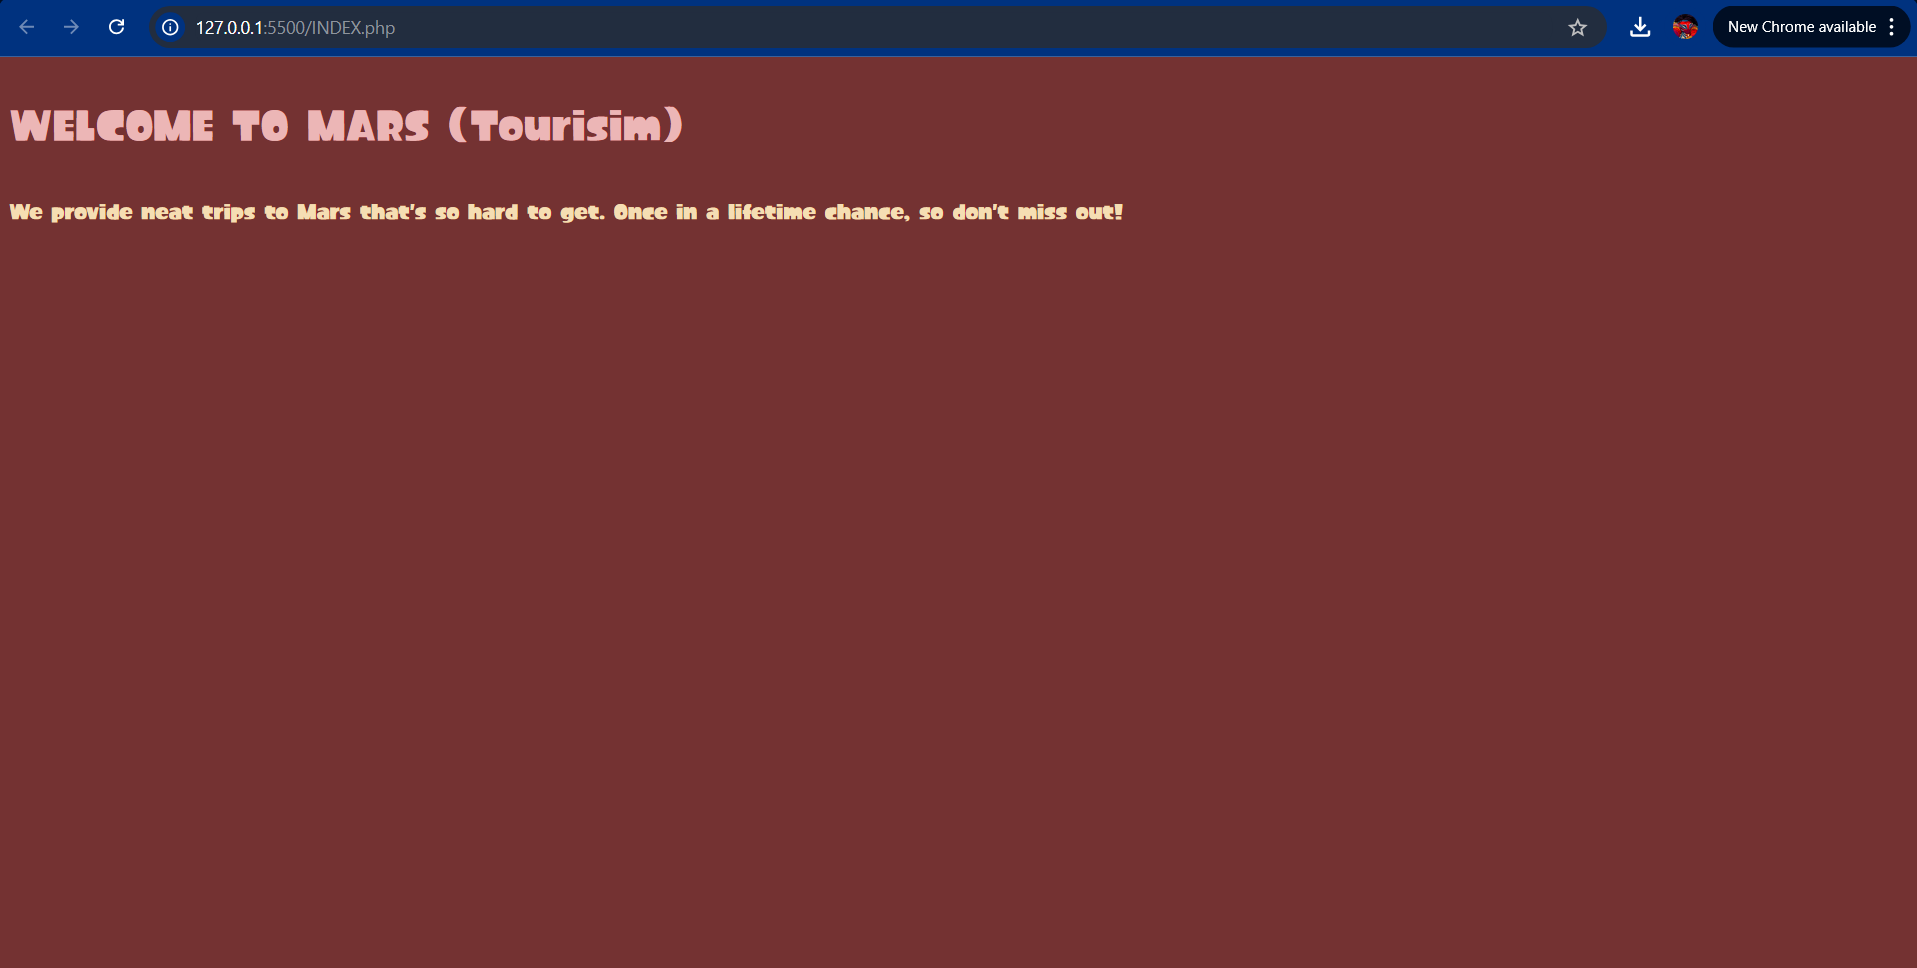 127.0.0.1:5500/INDEX.php
New Chrome available
WELCOME TO MARS (Tourisim)
We provide neat trips to Mars that's so hard to get. Once in a lifetime chance, so don't miss out!